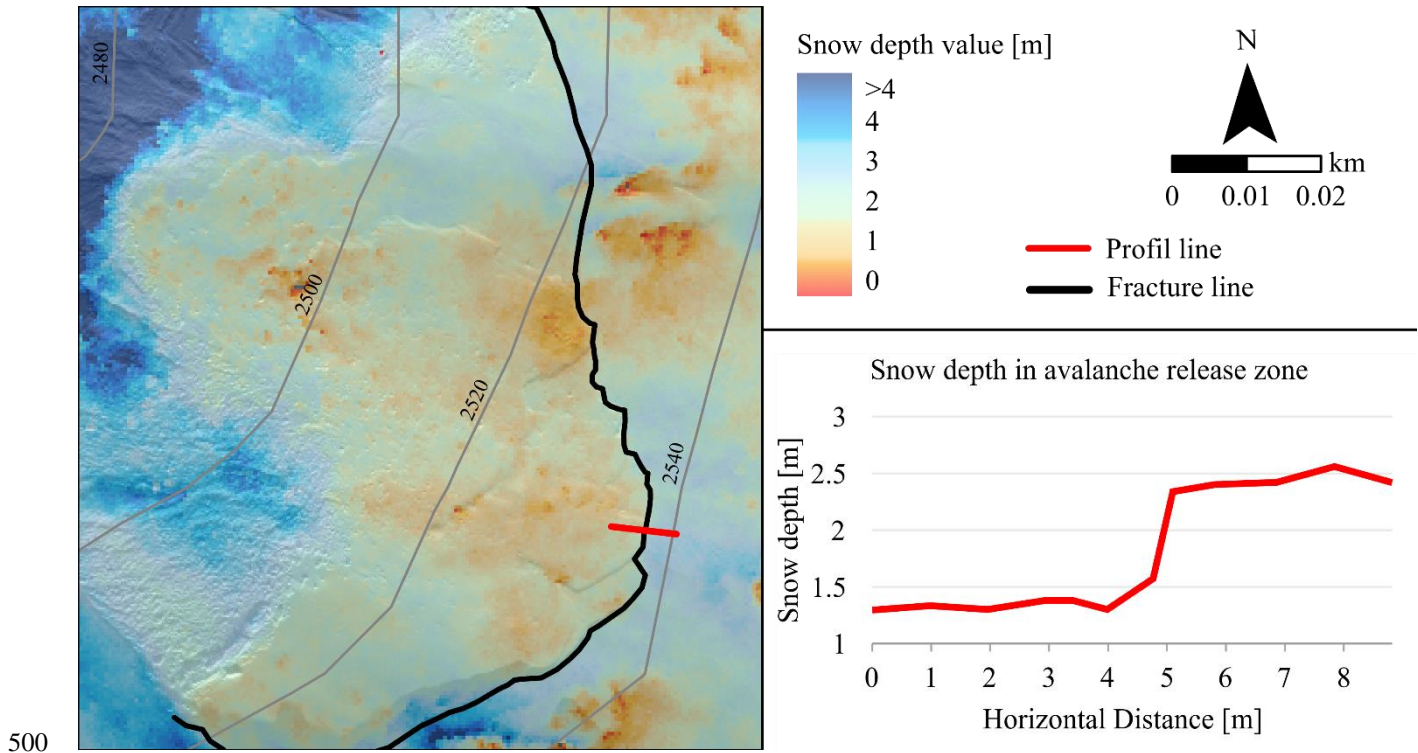 2480
2500
2520
2540
500
Snow depth value [m]
>4
4
3
2
1
0
N
km
0 0.01 0.02
Profil line
Fracture line
Snow depth in avalanche release zone
Snow depth [m]
3
2.5
2
1.5
1
0 1 2 3 4 5 6 7 8
Horizontal Distance [m]